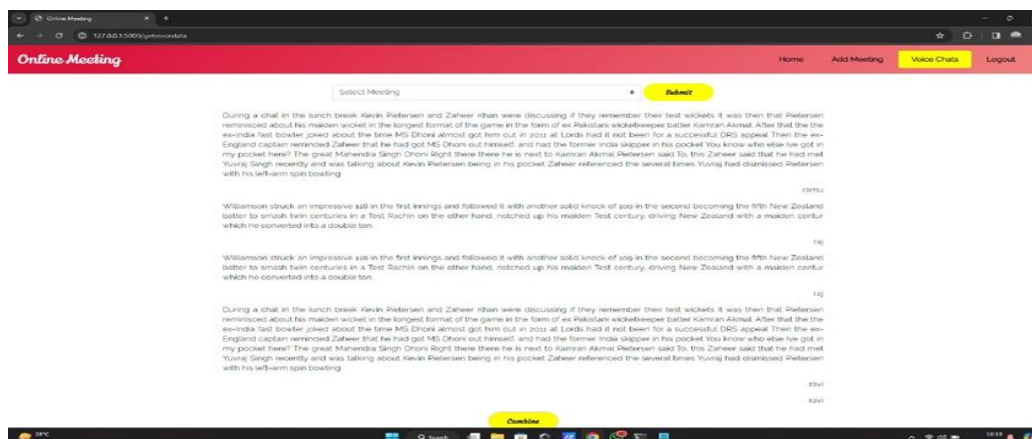 Online Meeting
127.0.0.1:5000/getvoicedata
Online Meeting
Home Add Meeting Voice Chats Logout
Select Meeting Submit
During a chat in the lunch break Kevin Pietersen and Zaheer Khan were discussing if they remember their test wickets It was then that Pietersen
reminisced about his maiden wicket in the longest format of the game in the form of ex Pakistani wicketkeeper batter Kamran Akmal. After that the the
ex-India fast bowler joked about the time MS Dhoni almost got him out in 2011 at Lords had it not been for a successful DRS appeal Then the ex-
England captain reminded Zaheer that he had got MS Dhoni out himself, and had the former India skipper in his pocket You know who else Ive got in
my pocket here? The great Mahendra Singh Dhoni Right there there he is next to Kamran Akmal Pietersen said To, this Zaheer said that he had met
Yuvraj Singh recently and was talking about Kevin Pietersen being in his pocket Zaheer referenced the several times Yuvraj had dismissed Pietersen
with his left-arm spin bowling
ramu
Williamson struck an impressive 118 in the first innings and followed it with another solid knock of 109 in the second becoming the fifth New Zealand
batter to smash twin centuries in a Test Rachin on the other hand, notched up his maiden Test century, driving New Zealand with a maiden centur
which he converted into a double ton.
raj
Williamson struck an impressive 118 in the first innings and followed it with another solid knock of 109 in the second becoming the fifth New Zealand
batter to smash twin centuries in a Test Rachin on the other hand, notched up his maiden Test century, driving New Zealand with a maiden centur
which he converted into a double ton.
raj
During a chat in the lunch break Kevin Pietersen and Zaheer Khan were discussing if they remember their test wickets It was then that Pietersen
reminisced about his maiden wicket in the longest format of the game in the form of ex Pakistani wicketkeeper batter Kamran Akmal. After that the the
ex-India fast bowler joked about the time MS Dhoni almost got him out in 2011 at Lords had it not been for a successful DRS appeal Then the ex-
England captain reminded Zaheer that he had got MS Dhoni out himself, and had the former India skipper in his pocket You know who else Ive got in
my pocket here? The great Mahendra Singh Dhoni Right there there he is next to Kamran Akmal Pietersen said To, this Zaheer said that he had met
Yuvraj Singh recently and was talking about Kevin Pietersen being in his pocket Zaheer referenced the several times Yuvraj had dismissed Pietersen
with his left-arm spin bowling
ravi
ravi
Combine
28°C Search 10:19